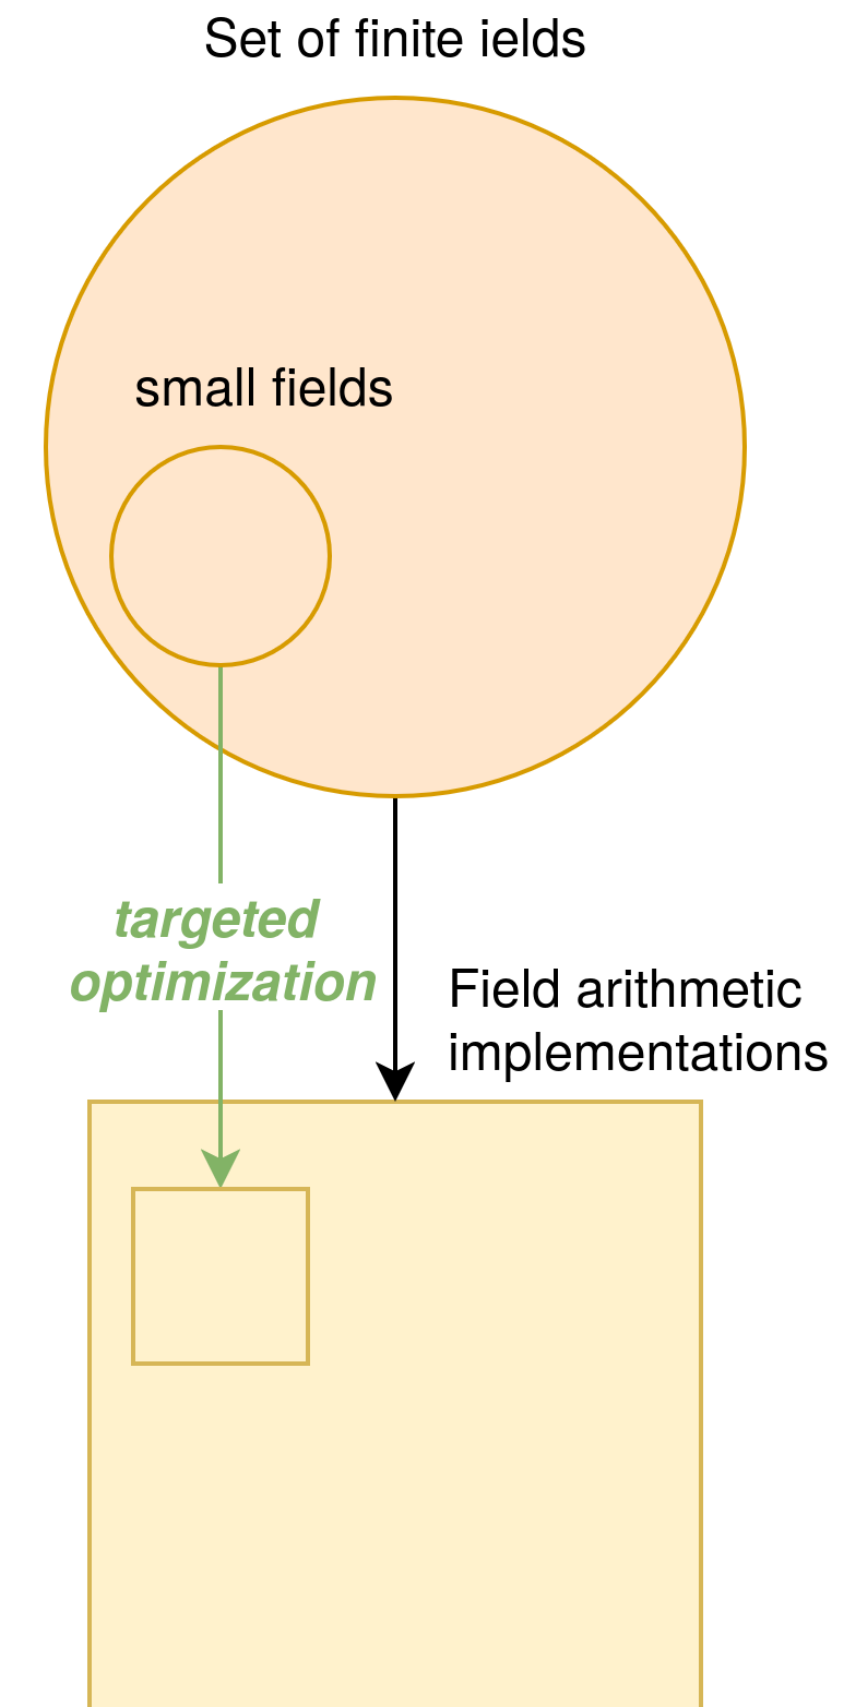 Set of finite ields
small fields
targeted
optimization
Field arithmetic
implementations